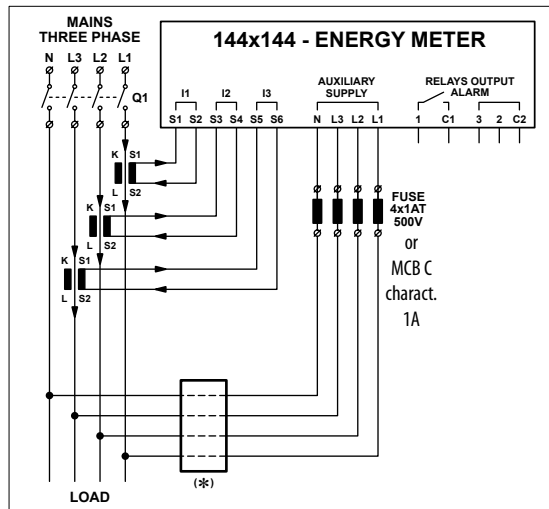 MAINS
THREE PHASE
N L3 L2 L1
Q1
144x144 - ENERGY METER
I1 I2 I3
AUXILIARY
SUPPLY
RELAYS OUTPUT
ALARM
S1 S2 S3 S4 S5 S6 N L3 L2 L1 1 C1 3 2 C2
K S1
L S2
K S1
L S2
K S1
L S2
FUSE
4x1AT
500V
or
MCB C
charact.
1A
(*)
LOAD